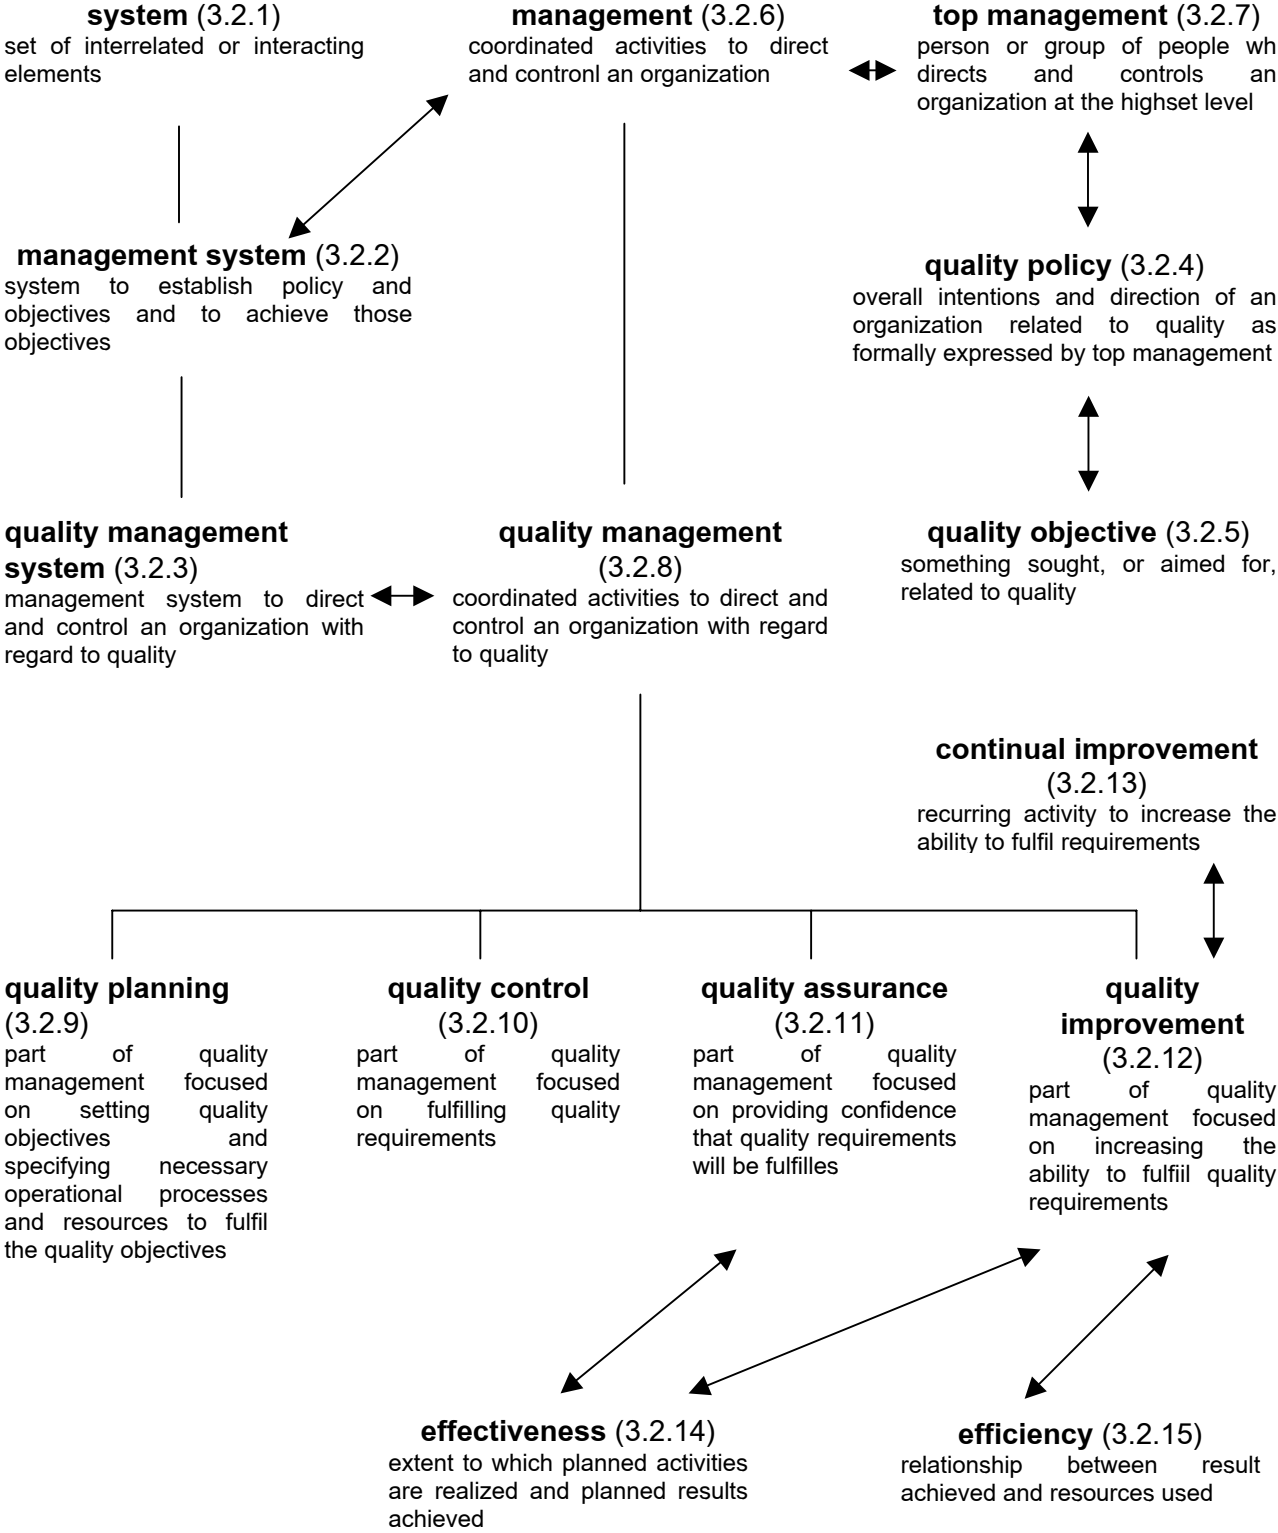 system (3.2.1)
set of interrelated or interacting
elements
management (3.2.6)
coordinated activities to direct
and contronl an organization
top management (3.2.7)
person or group of people wh
directs and controls an
organization at the highset level
management system (3.2.2)
system to establish policy and
objectives and to achieve those
objectives
quality policy (3.2.4)
overall intentions and direction of an
organization related to quality as
formally expressed by top management
quality management
system (3.2.3)
management system to direct
and control an organization with
regard to quality
quality management
(3.2.8)
coordinated activities to direct and
control an organization with regard
to quality
quality objective (3.2.5)
something sought, or aimed for,
related to quality
continual improvement
(3.2.13)
recurring activity to increase the
ability to fulfil requirements
quality planning
(3.2.9)
part of quality
management focused
on setting quality
objectives and
specifying necessary
operational processes
and resources to fulfil
the quality objectives
quality control
(3.2.10)
part of quality
management focused
on fulfilling quality
requirements
quality assurance
(3.2.11)
part of quality
management focused
on providing confidence
that quality requirements
will be fulfilles
quality
improvement
(3.2.12)
part of quality
management focused
on increasing the
ability to fulfiil quality
requirements
effectiveness (3.2.14)
extent to which planned activities
are realized and planned results
achieved
efficiency (3.2.15)
relationship between result
achieved and resources used